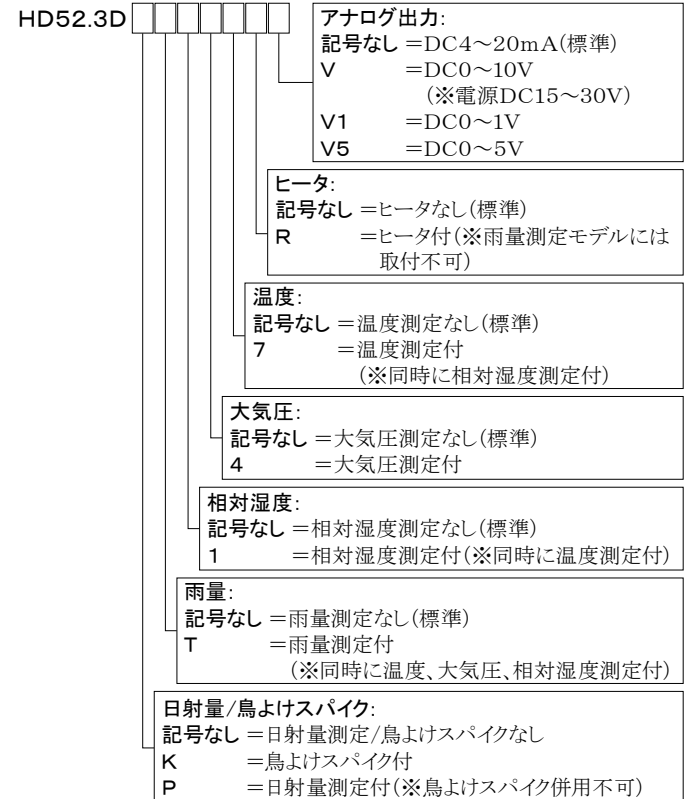 HD52.3D
アナログ出力:
記号なし =DC4~20mA(標準)
V =DC0~10V
(※電源DC15~30V)
V1 =DC0~1V
V5 =DC0~5V
ヒータ:
記号なし =ヒータなし(標準)
R =ヒータ付(※雨量測定モデルには
取付不可)
温度:
記号なし =温度測定なし(標準)
7 =温度測定付
(※同時に相対湿度測定付)
大気圧:
記号なし =大気圧測定なし(標準)
4 =大気圧測定付
相対湿度:
記号なし =相対湿度測定なし(標準)
1 =相対湿度測定付(※同時に温度測定付)
雨量:
記号なし =雨量測定なし(標準)
T =雨量測定付
(※同時に温度、大気圧、相対湿度測定付)
日射量/鳥よけスパイク:
記号なし =日射量測定/鳥よけスパイクなし
K =鳥よけスパイク付
P =日射量測定付(※鳥よけスパイク併用不可)